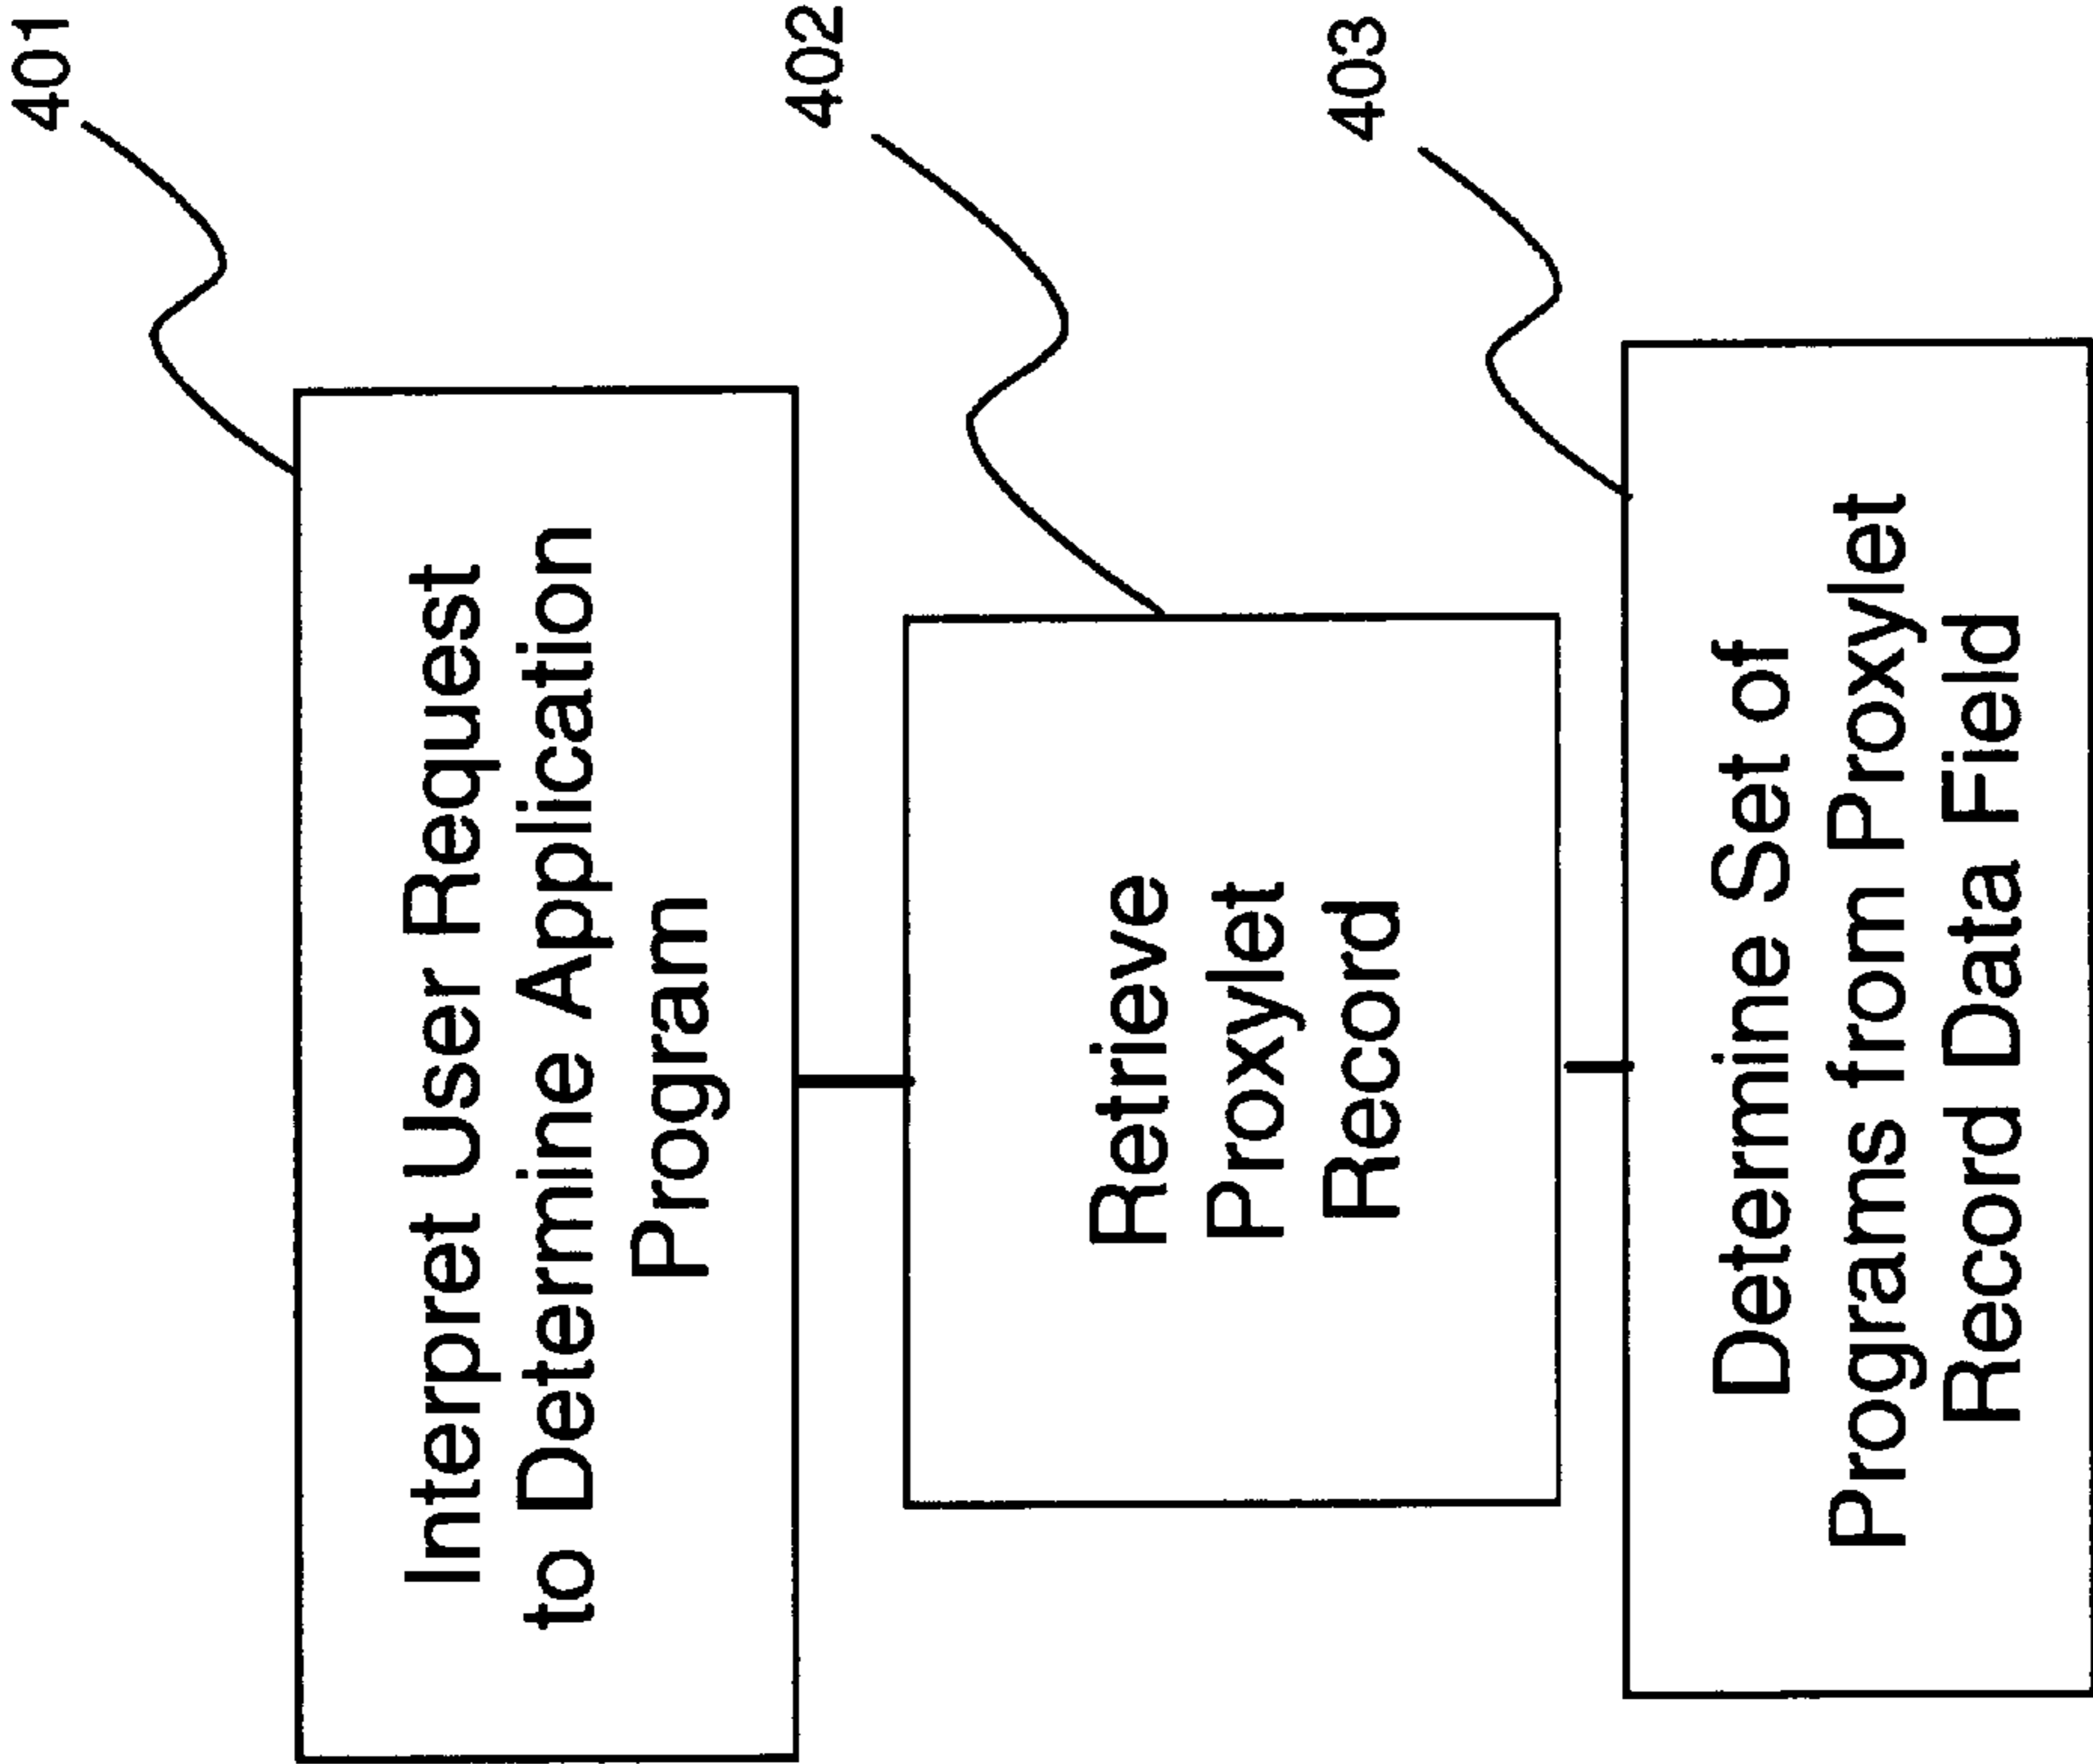 401
Interpret User Request
to Determine Application
Program
402
Retrieve
Proxylet
Record
403
Determine Set of
Programs from Proxylet
Record Data Field